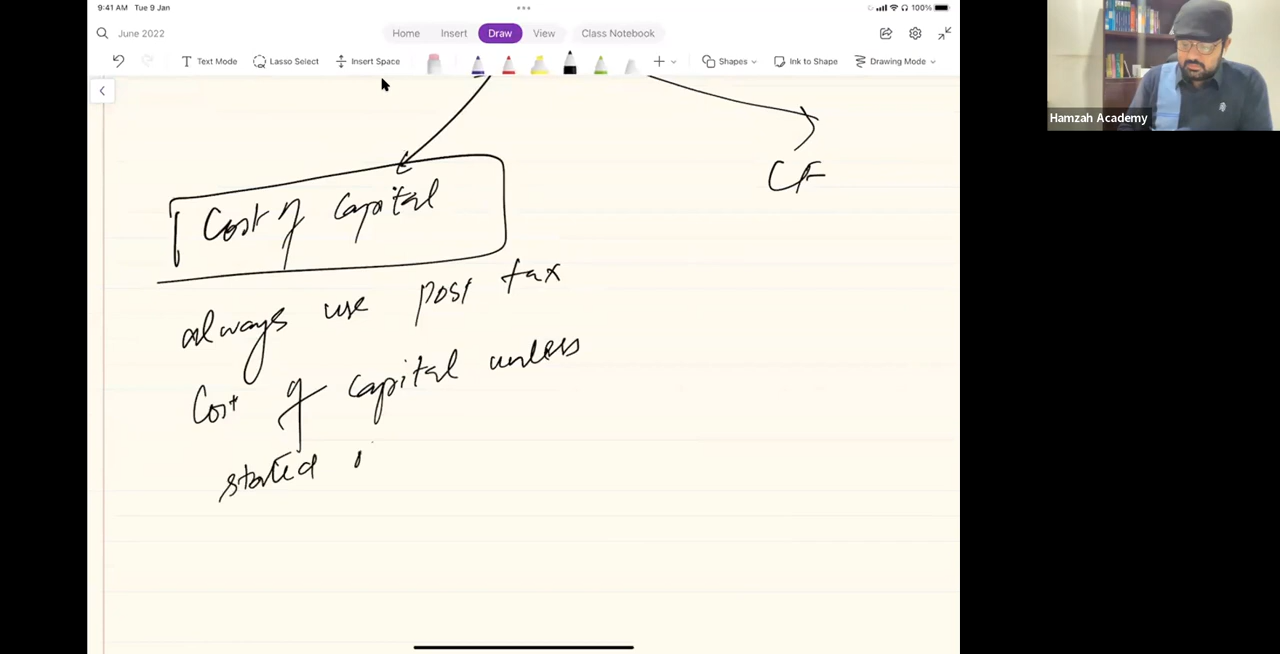 9:41 AM Tue 9 Jan
100%
June 2022
Home Insert Draw View Class Notebook
Text Mode Lasso Select Insert Space Shapes Ink to Shape Drawing Mode
Hamzah Academy
CF
Cost of Capital
always use post tax
Cost of capital unless
stated